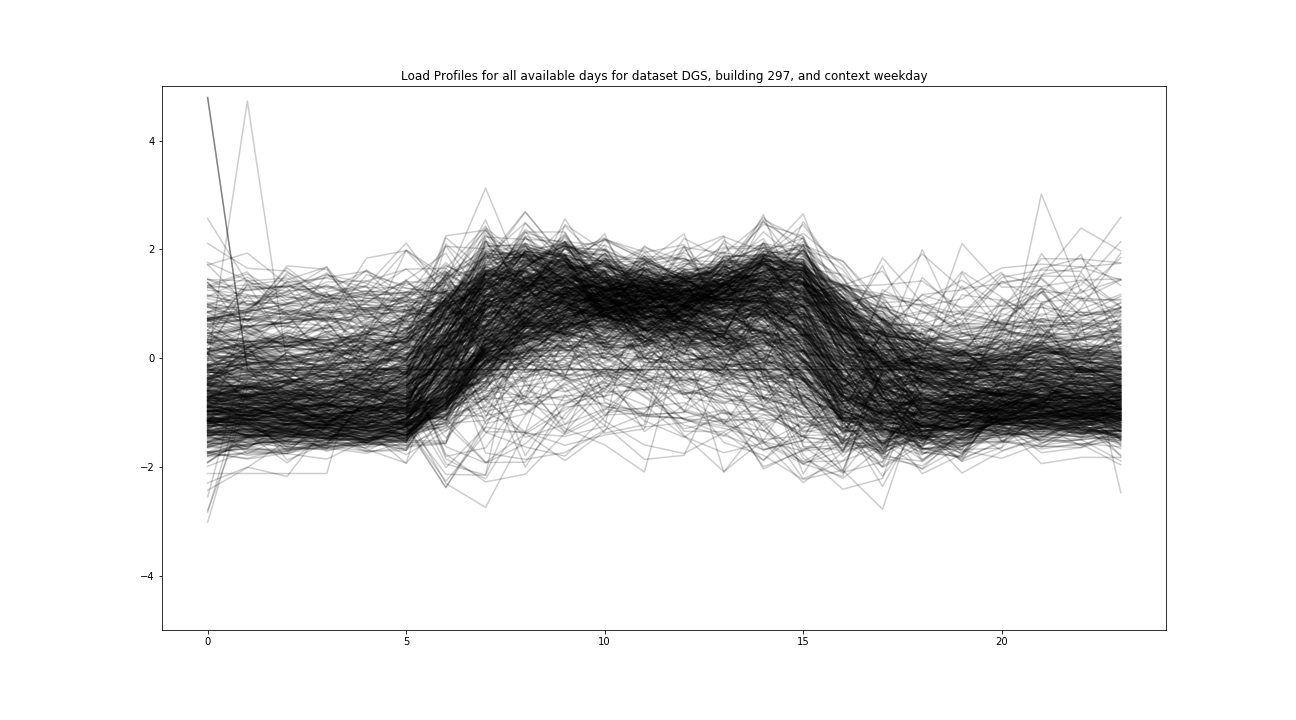 Load Profiles for all available days for dataset DGS, building 297, and context weekday
4
2
0
−2
−4
0 5 10 15 20